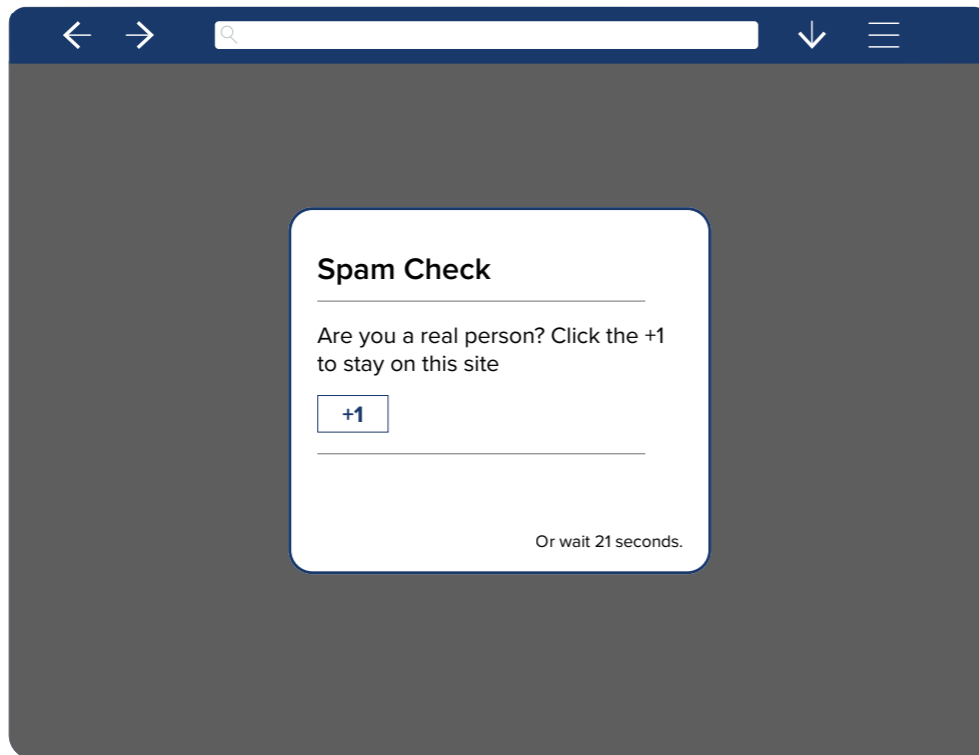 Spam Check
Are you a real person? Click the +1
to stay on this site
+1
Or wait 21 seconds.